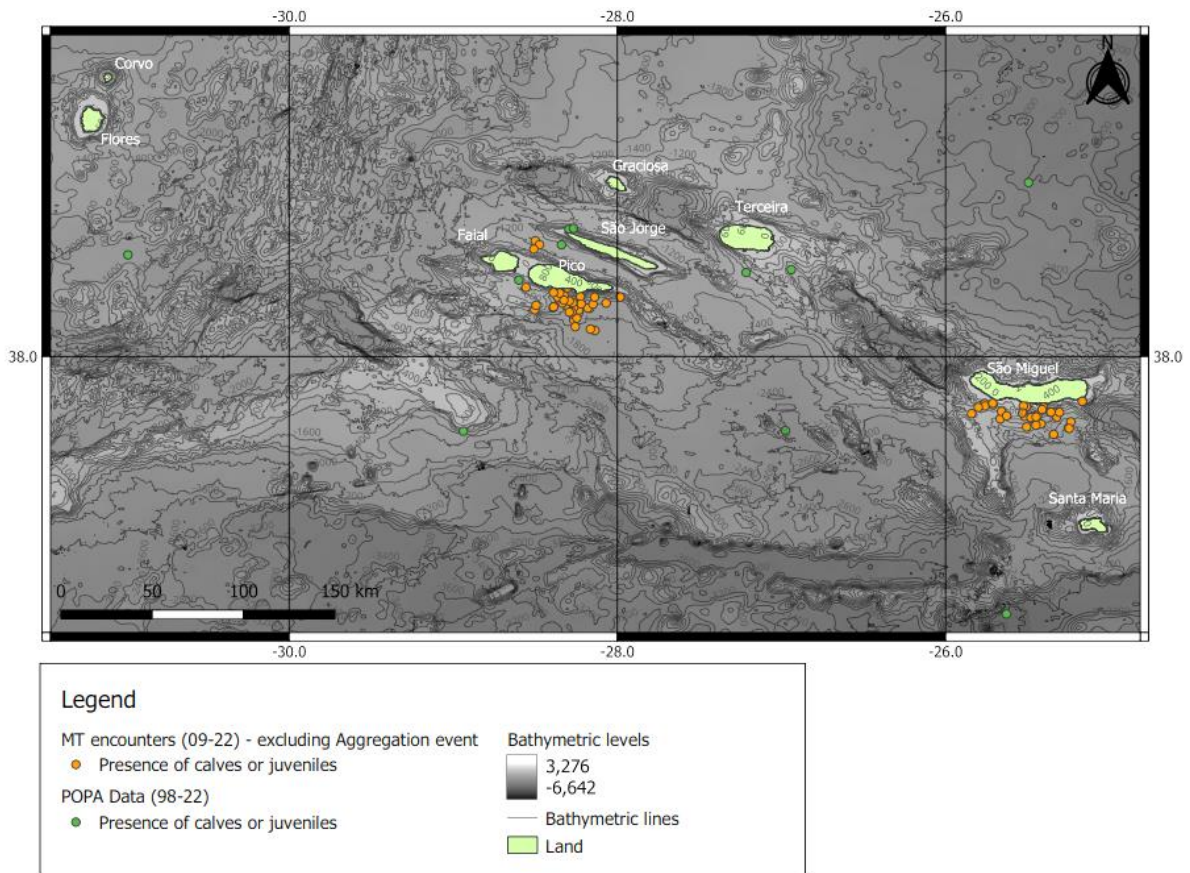 -30.0 -28.0 -26.0
N
Corvo
Flores
Graciosa
Terceira
Faial
São Jorge
Pico
38.0 38.0
São Miguel
Santa Maria
0 50 100 150 km
-30.0 -28.0 -26.0
Legend
MT encounters (09-22) - excluding Aggregation event
Presence of calves or juveniles
POPA Data (98-22)
Presence of calves or juveniles
Bathymetric levels
3,276
-6,642
Bathymetric lines
Land